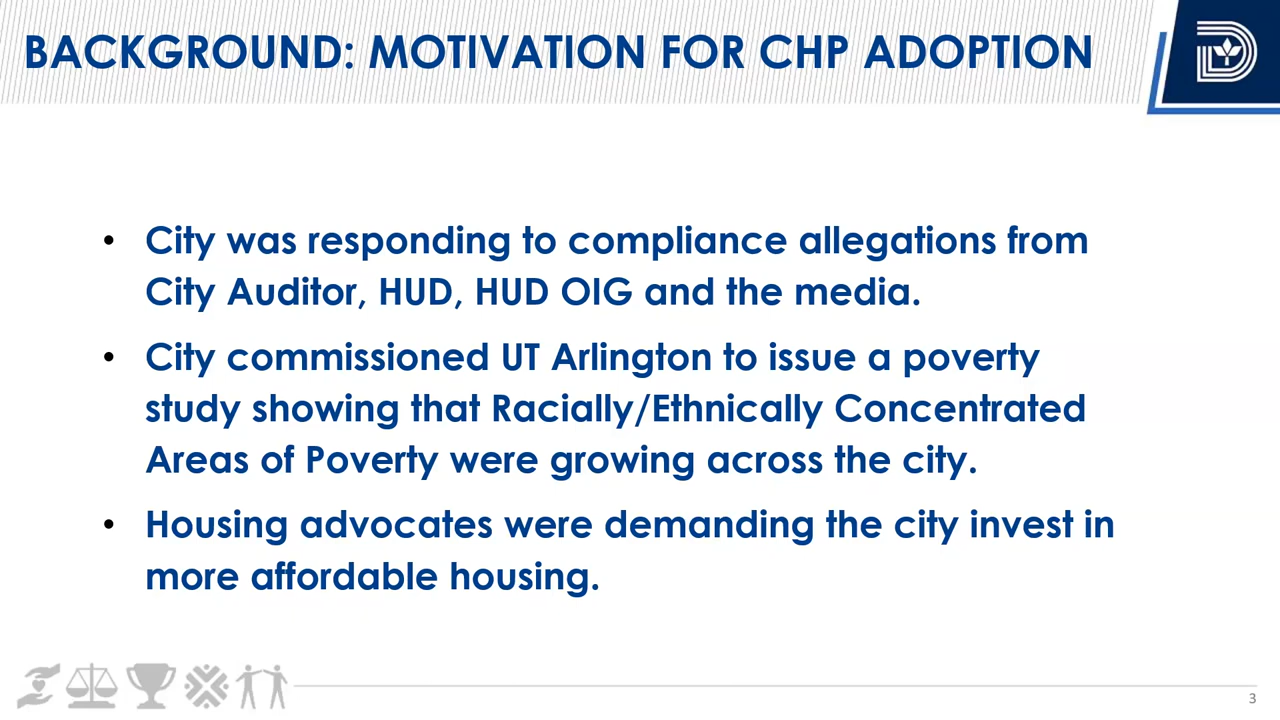 BACKGROUND: MOTIVATION FOR CHP ADOPTION
• City was responding to compliance allegations from
City Auditor, HUD, HUD OIG and the media.
• City commissioned UT Arlington to issue a poverty
study showing that Racially/Ethnically Concentrated
Areas of Poverty were growing across the city.
• Housing advocates were demanding the city invest in
more affordable housing.
3